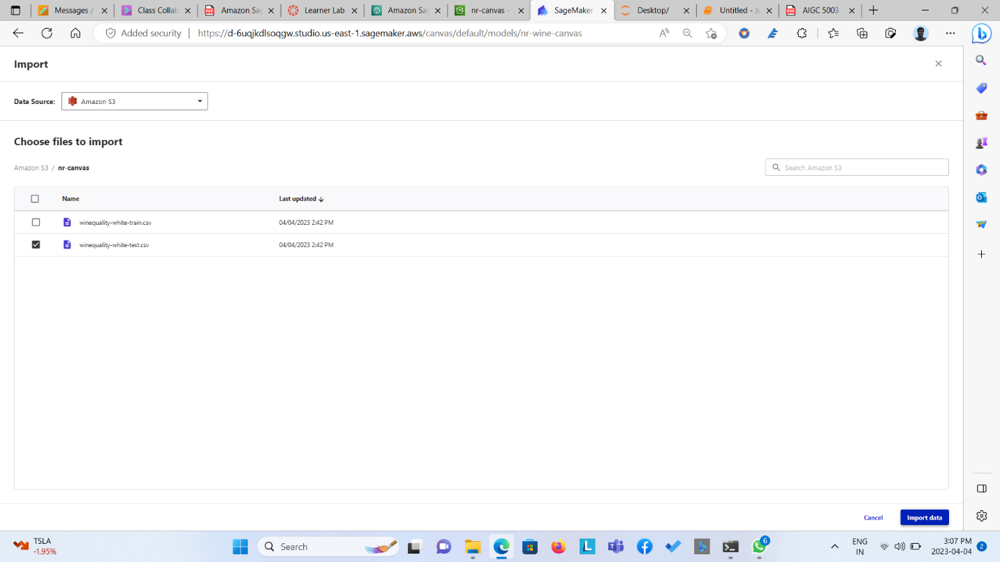 Messages /
Class Collab
Amazon Sag
Learner Lab
Amazon Sag
nr-canvas -
SageMaker
Desktop/
Untitled - Ju
AIGC 5003 -
Added security
https://d-6uqjkdlsoqgw.studio.us-east-1.sagemaker.aws/canvas/default/models/nr-wine-canvas
Import
Data Source:
Amazon S3
Choose files to import
Amazon S3 / nr-canvas
Search Amazon S3
Name
Last updated
winequality-white-train.csv
04/04/2023 2:42 PM
winequality-white-test.csv
04/04/2023 2:42 PM
Cancel
Import data
TSLA
-1.95%
Search
6
ENG
IN
3:07 PM
2023-04-04
2